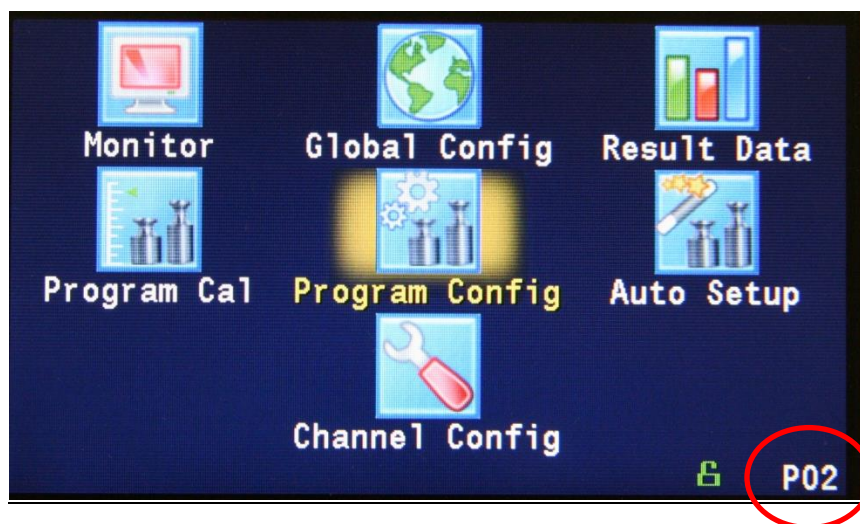 Monitor Global Config Result Data
Program Cal Program Config Auto Setup
Channel Config
P02